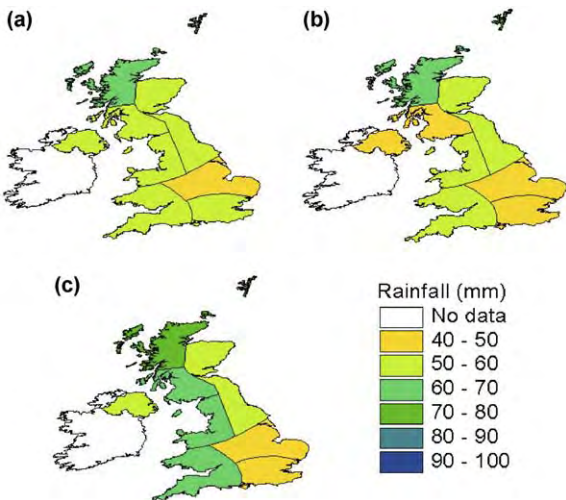 (a)
(b)
(c)
Rainfall (mm)
No data
40 - 50
50 - 60
60 - 70
70 - 80
80 - 90
90 - 100